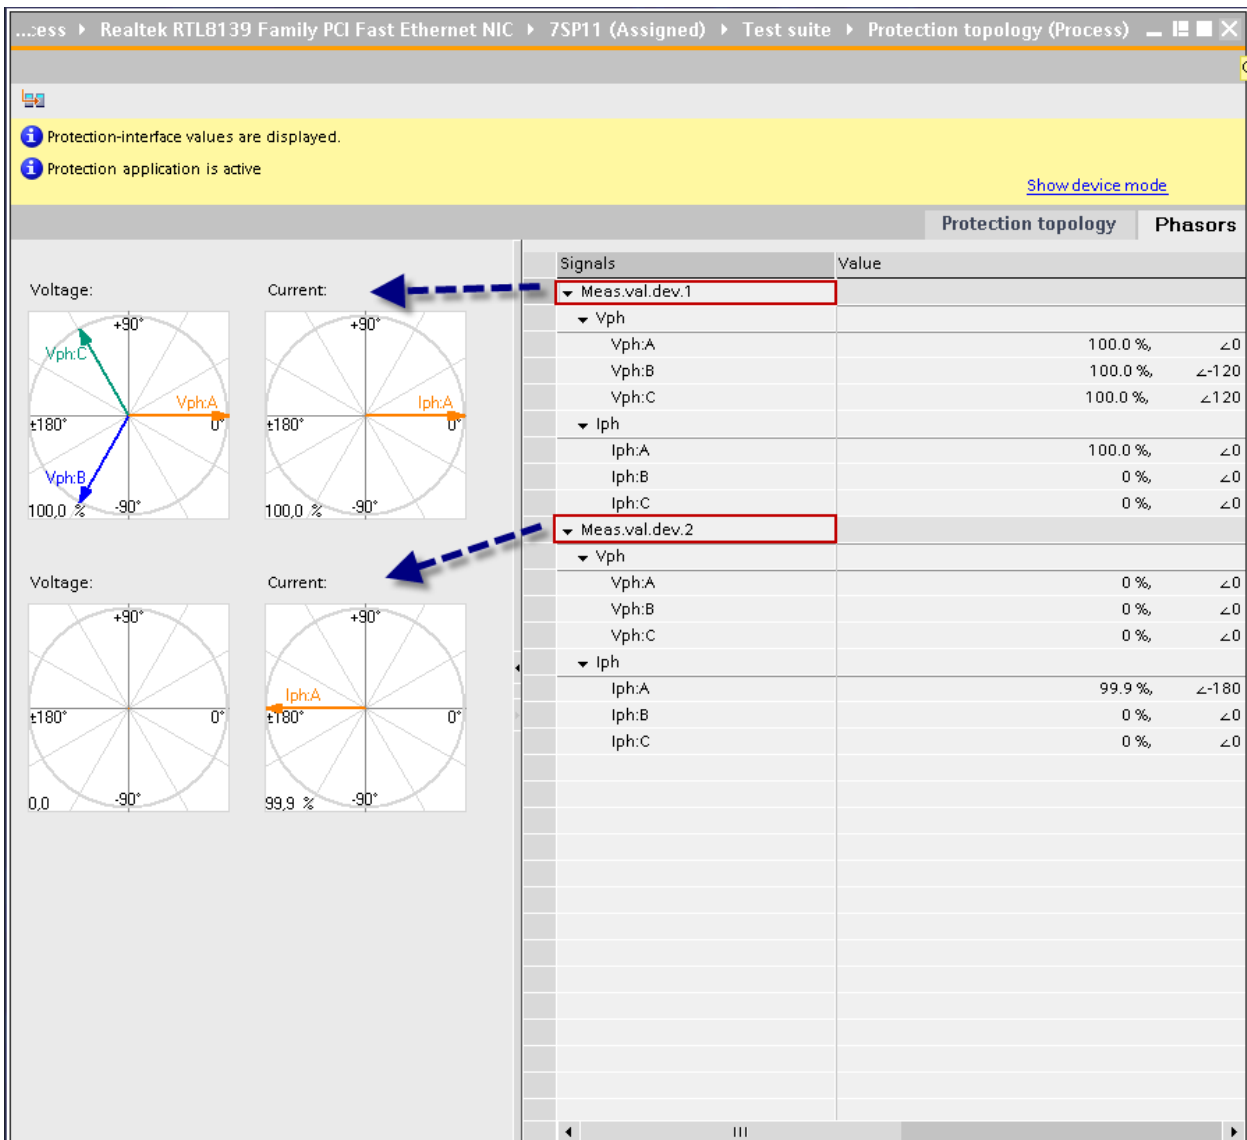 ...:ess ▸ Realtek RTL8139 Family PCI Fast Ethernet NIC ▸ 7SP11 (Assigned) ▸ Test suite ▸ Protection topology (Process)
Protection-interface values are displayed.
Protection application is active
Show device mode
Protection topology Phasors
Signals Value
Voltage: Current:
+90° +90°
Vph:C
Vph:A Iph:A
±180° 0° ±180° 0°
Vph:B
100,0 % -90° 100,0 % -90°
Voltage: Current:
+90° +90°
Iph:A
±180° 0° ±180° 0°
0,0 -90° 99,9 % -90°
Meas.val.dev.1
Vph
Vph:A 100.0 %, ∠0
Vph:B 100.0 %, ∠-120
Vph:C 100.0 %, ∠120
Iph
Iph:A 100.0 %, ∠0
Iph:B 0 %, ∠0
Iph:C 0 %, ∠0
Meas.val.dev.2
Vph
Vph:A 0 %, ∠0
Vph:B 0 %, ∠0
Vph:C 0 %, ∠0
Iph
Iph:A 99.9 %, ∠-180
Iph:B 0 %, ∠0
Iph:C 0 %, ∠0